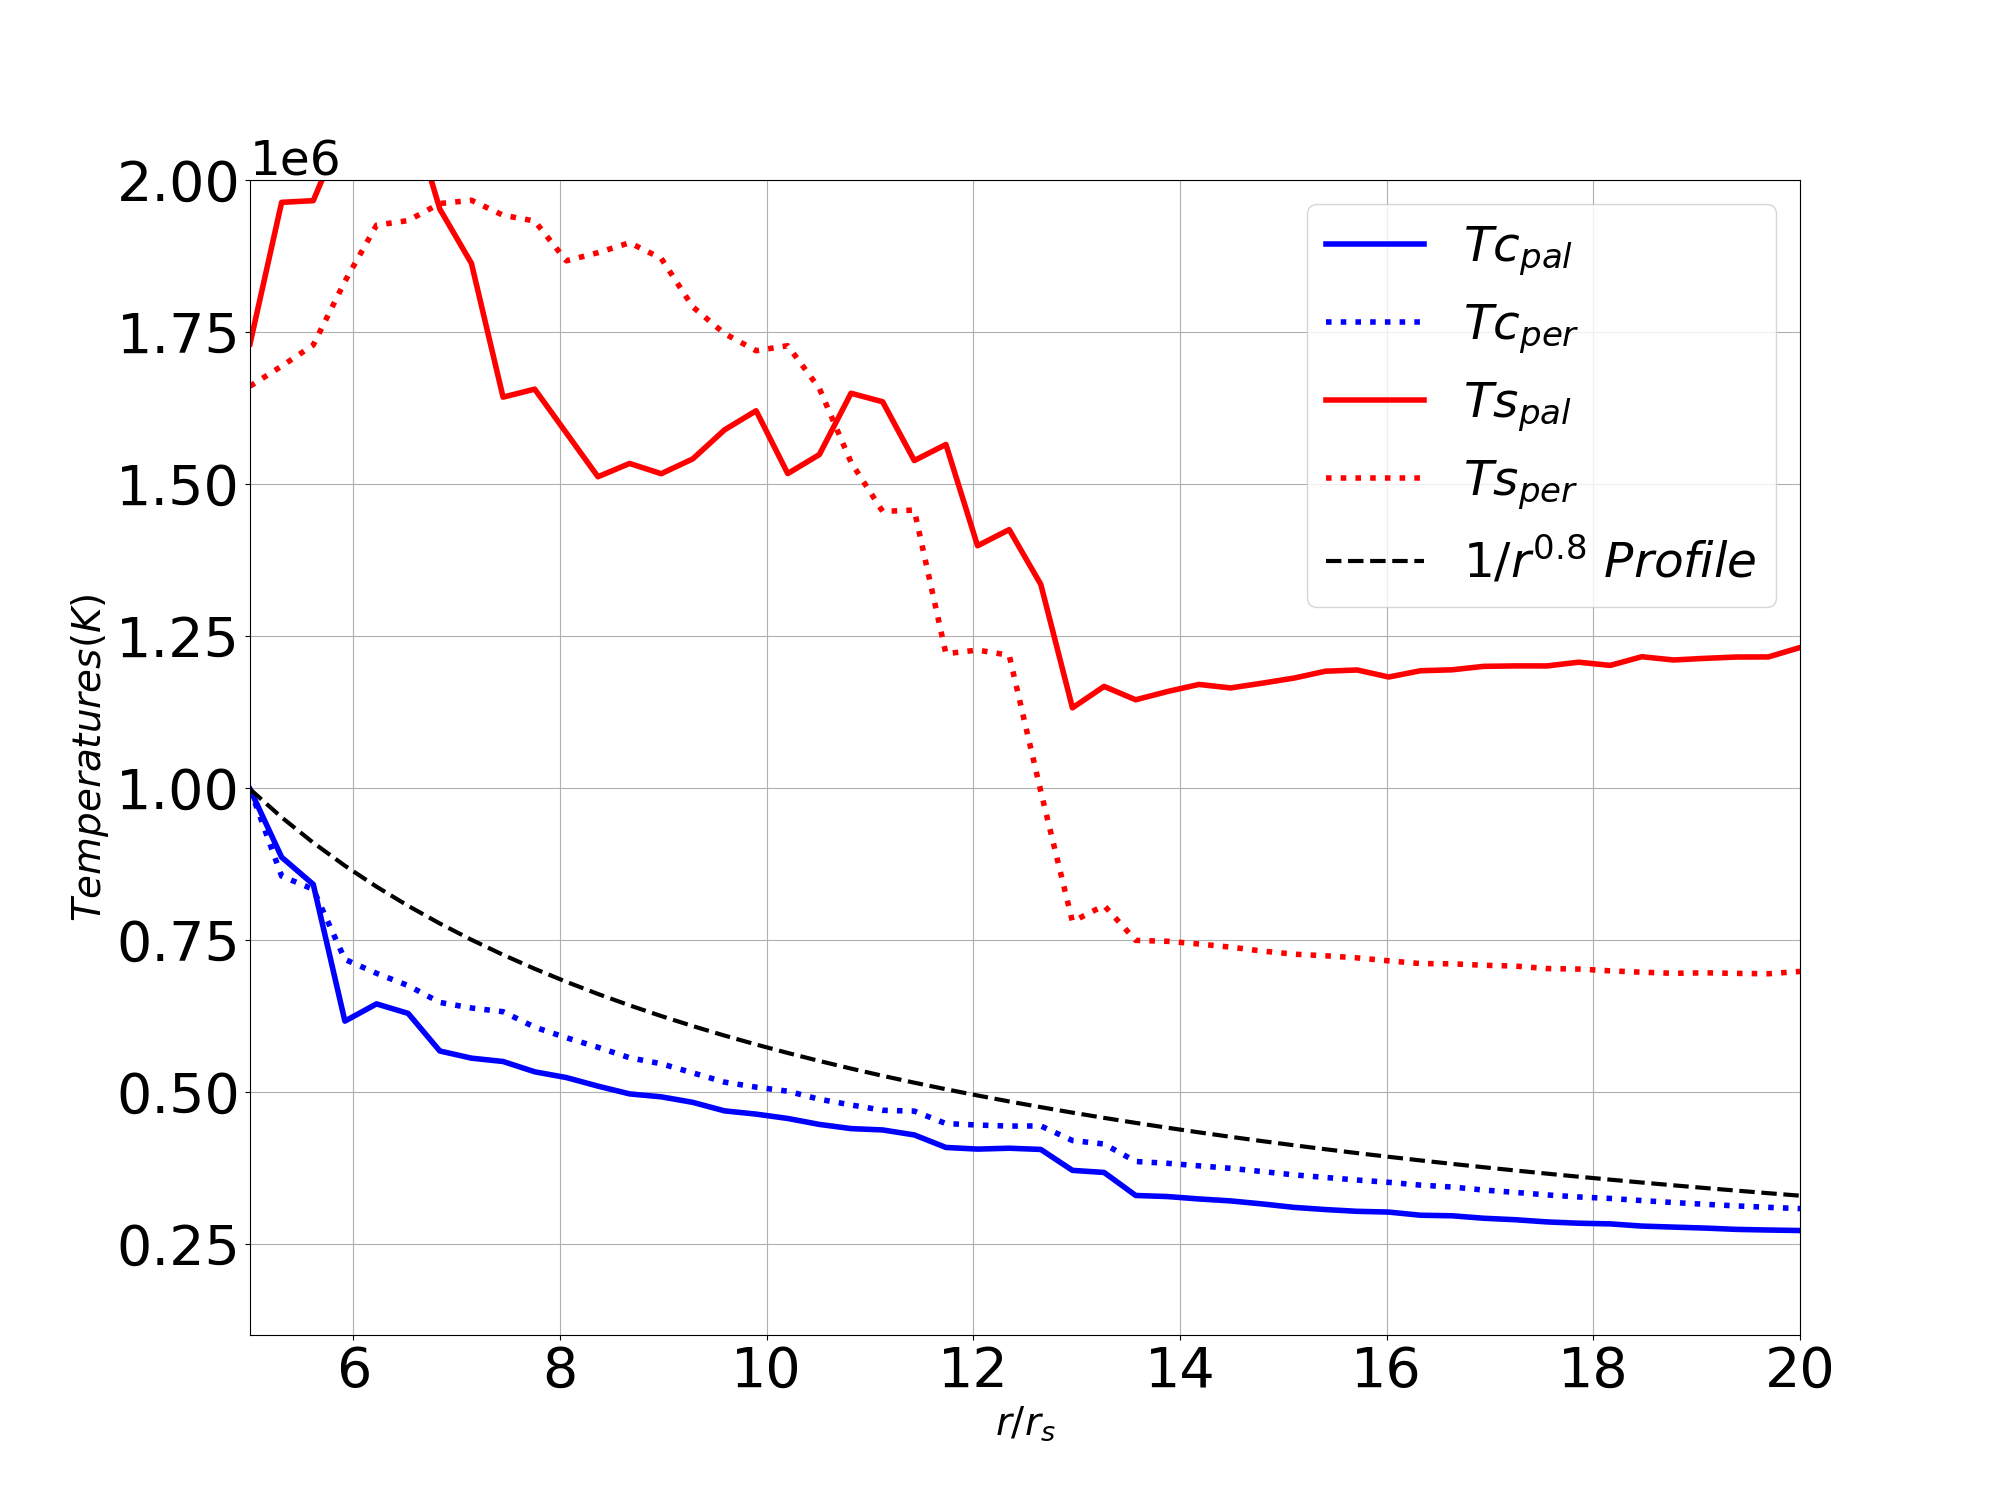 1e6
2.00
1.75
1.50
1.25
1.00
0.75
0.50
0.25
Temperatures(K)
Tc_pal
Tc_per
Ts_pal
Ts_per
1/r^0.8 Profile
6 8 10 12 14 16 18 20
r/r_s